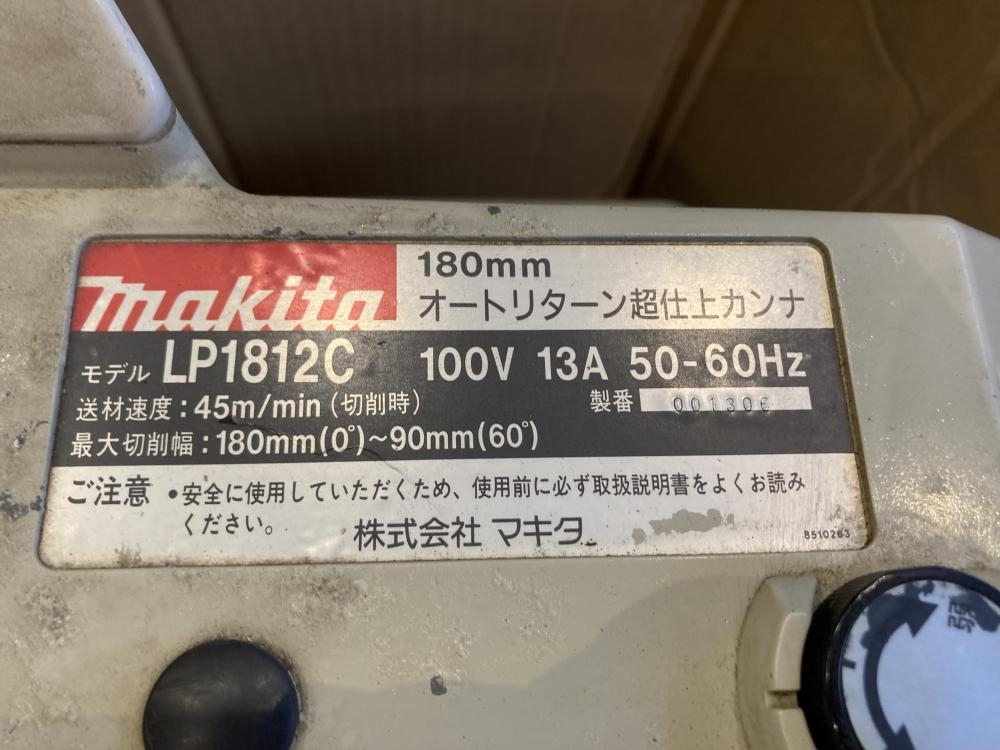 makita
180mm
オートリターン超仕上カンナ
モデル LP1812C 100V 13A 50-60Hz
送材速度:45m/min(切削時) 製番 001306
最大切削幅:180mm(0°)~90mm(60°)
ご注意 •安全に使用していただくため、使用前に必ず取扱説明書をよくお読み
ください。
株式会社 マキタ
8510263
弱